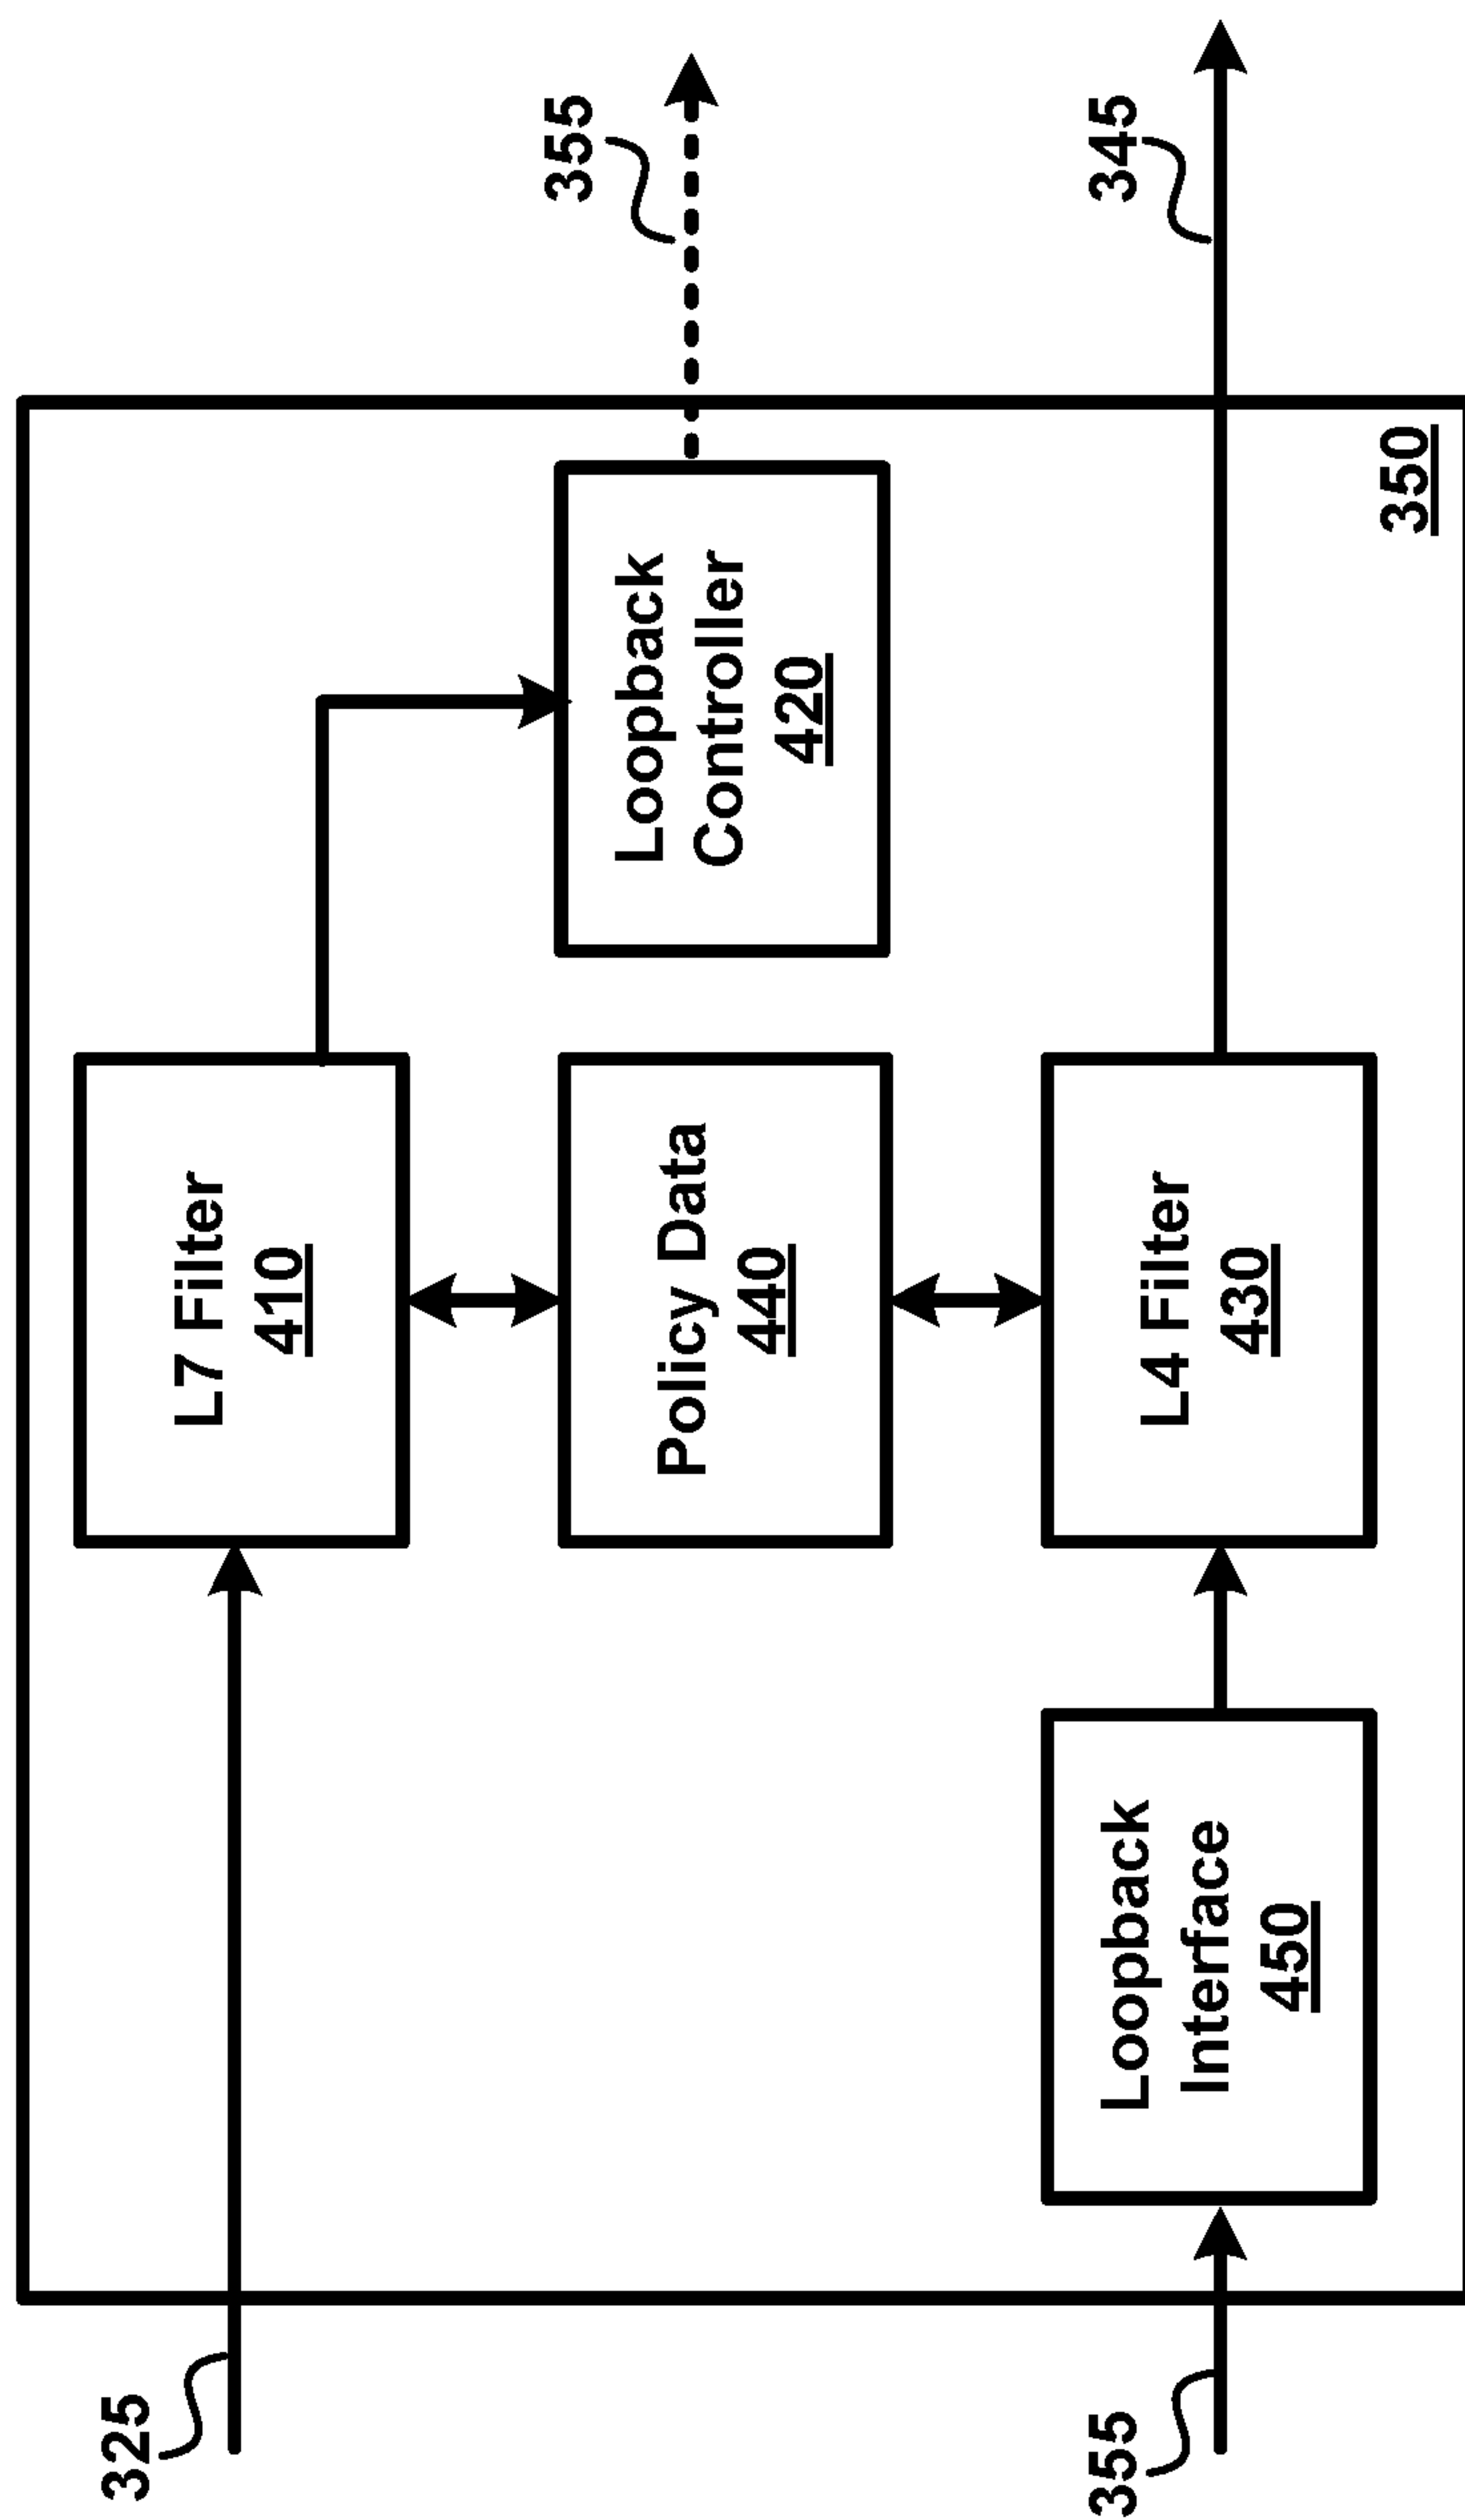 325
L7 Filter
410
355
Loopback
Controller
420
Policy Data
440
355
Loopback
Interface
450
L4 Filter
430
345
350